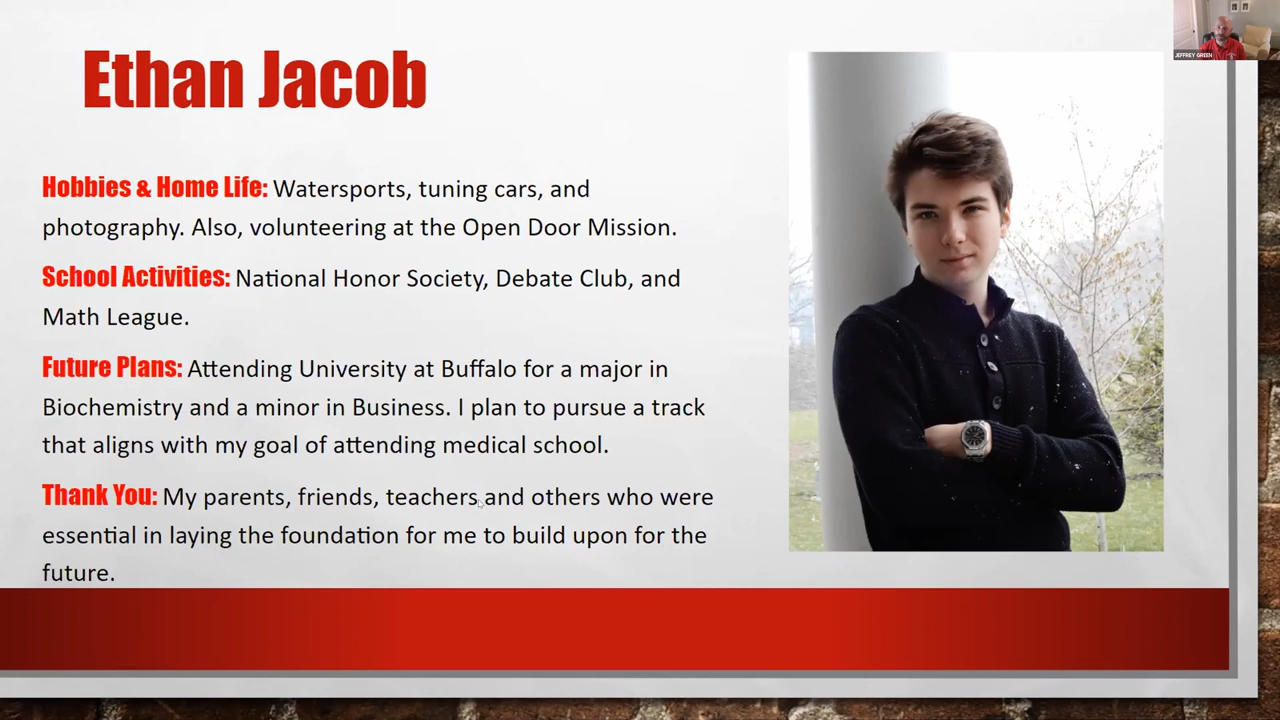 Ethan Jacob
JEFFREY GREEN
Hobbies & Home Life: Watersports, tuning cars, and
photography. Also, volunteering at the Open Door Mission.
School Activities: National Honor Society, Debate Club, and
Math League.
Future Plans: Attending University at Buffalo for a major in
Biochemistry and a minor in Business. I plan to pursue a track
that aligns with my goal of attending medical school.
Thank You: My parents, friends, teachers and others who were
essential in laying the foundation for me to build upon for the
future.